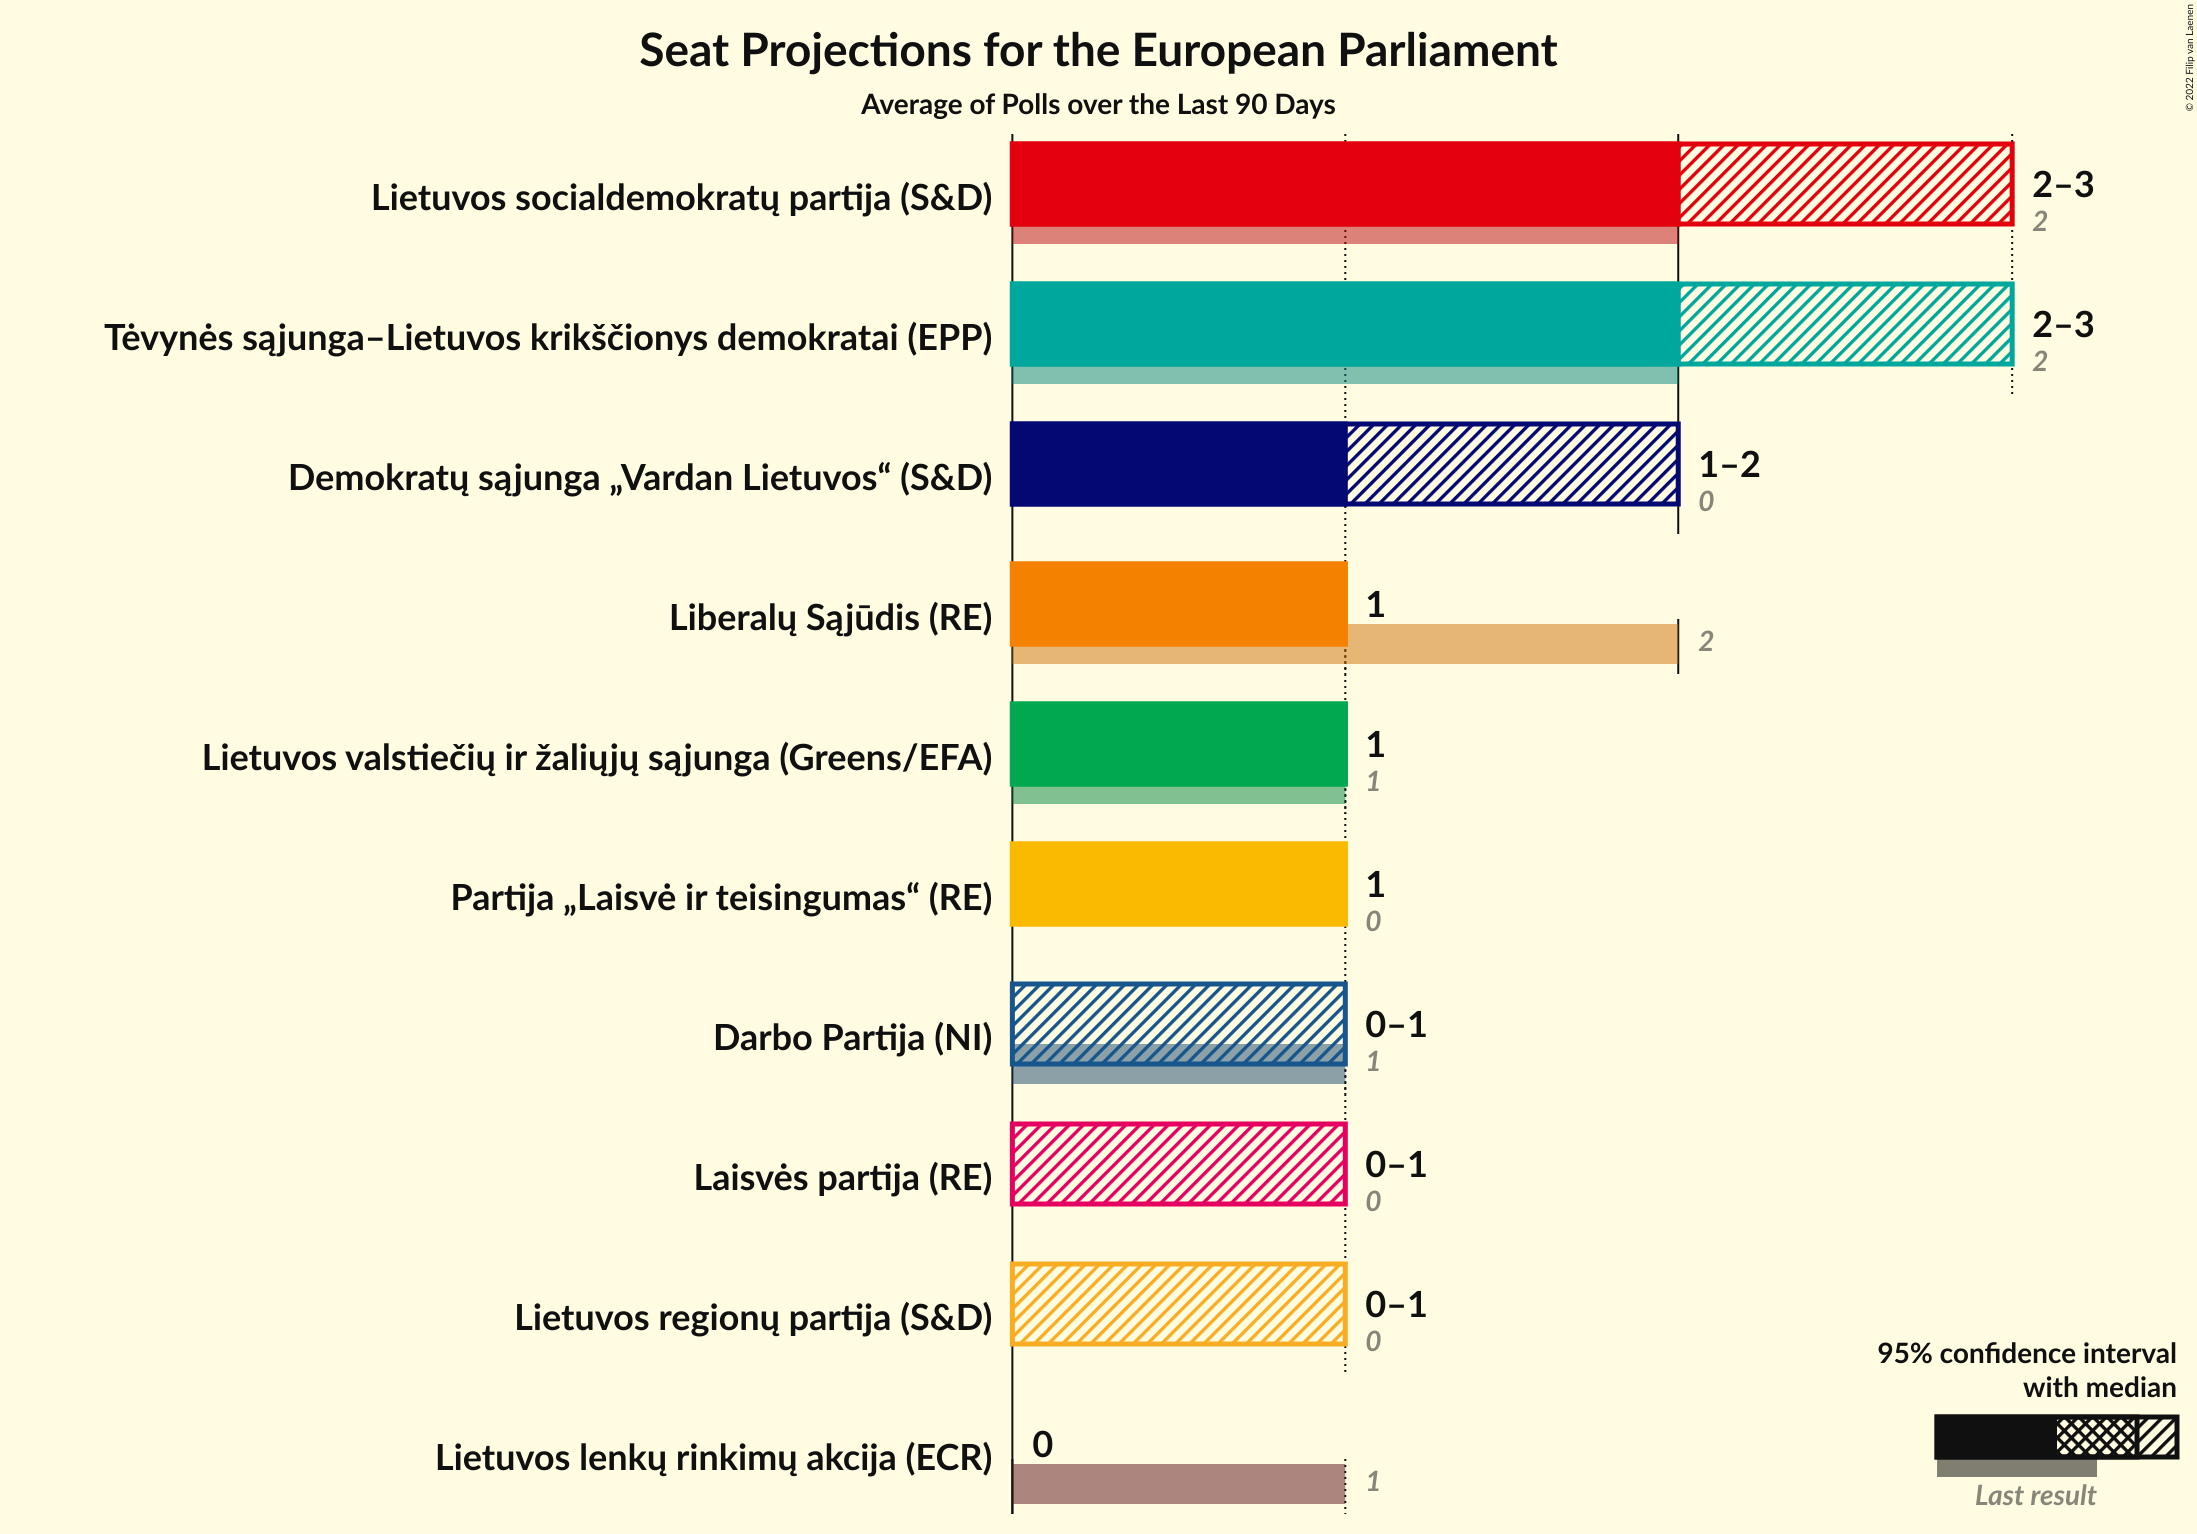 Seat Projections for the European Parliament
Average of Polls over the Last 90 Days
© 2022 Filip van Laenen
Lietuvos socialdemokratų partija (S&D)
2–3
2
Tėvynės sąjunga–Lietuvos krikščionys demokratai (EPP)
2–3
2
Demokratų sąjunga „Vardan Lietuvos“ (S&D)
1–2
0
Liberalų Sąjūdis (RE)
1
2
Lietuvos valstiečių ir žaliųjų sąjunga (Greens/EFA)
1
1
Partija „Laisvė ir teisingumas“ (RE)
1
0
Darbo Partija (NI)
0–1
1
Laisvės partija (RE)
0–1
0
Lietuvos regionų partija (S&D)
0–1
0
Lietuvos lenkų rinkimų akcija (ECR)
0
1
95% confidence interval
with median
Last result